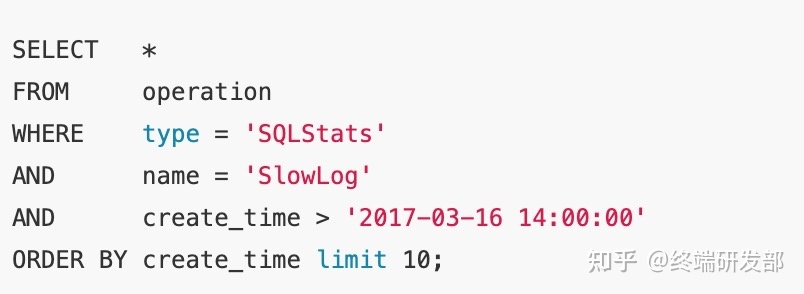 SELECT   *
FROM     operation
WHERE    type = 'SQLStats'
AND      name = 'SlowLog'
AND      create_time > '2017-03-16 14:00:00'
ORDER BY create_time limit 10;
知乎 @终端研发部